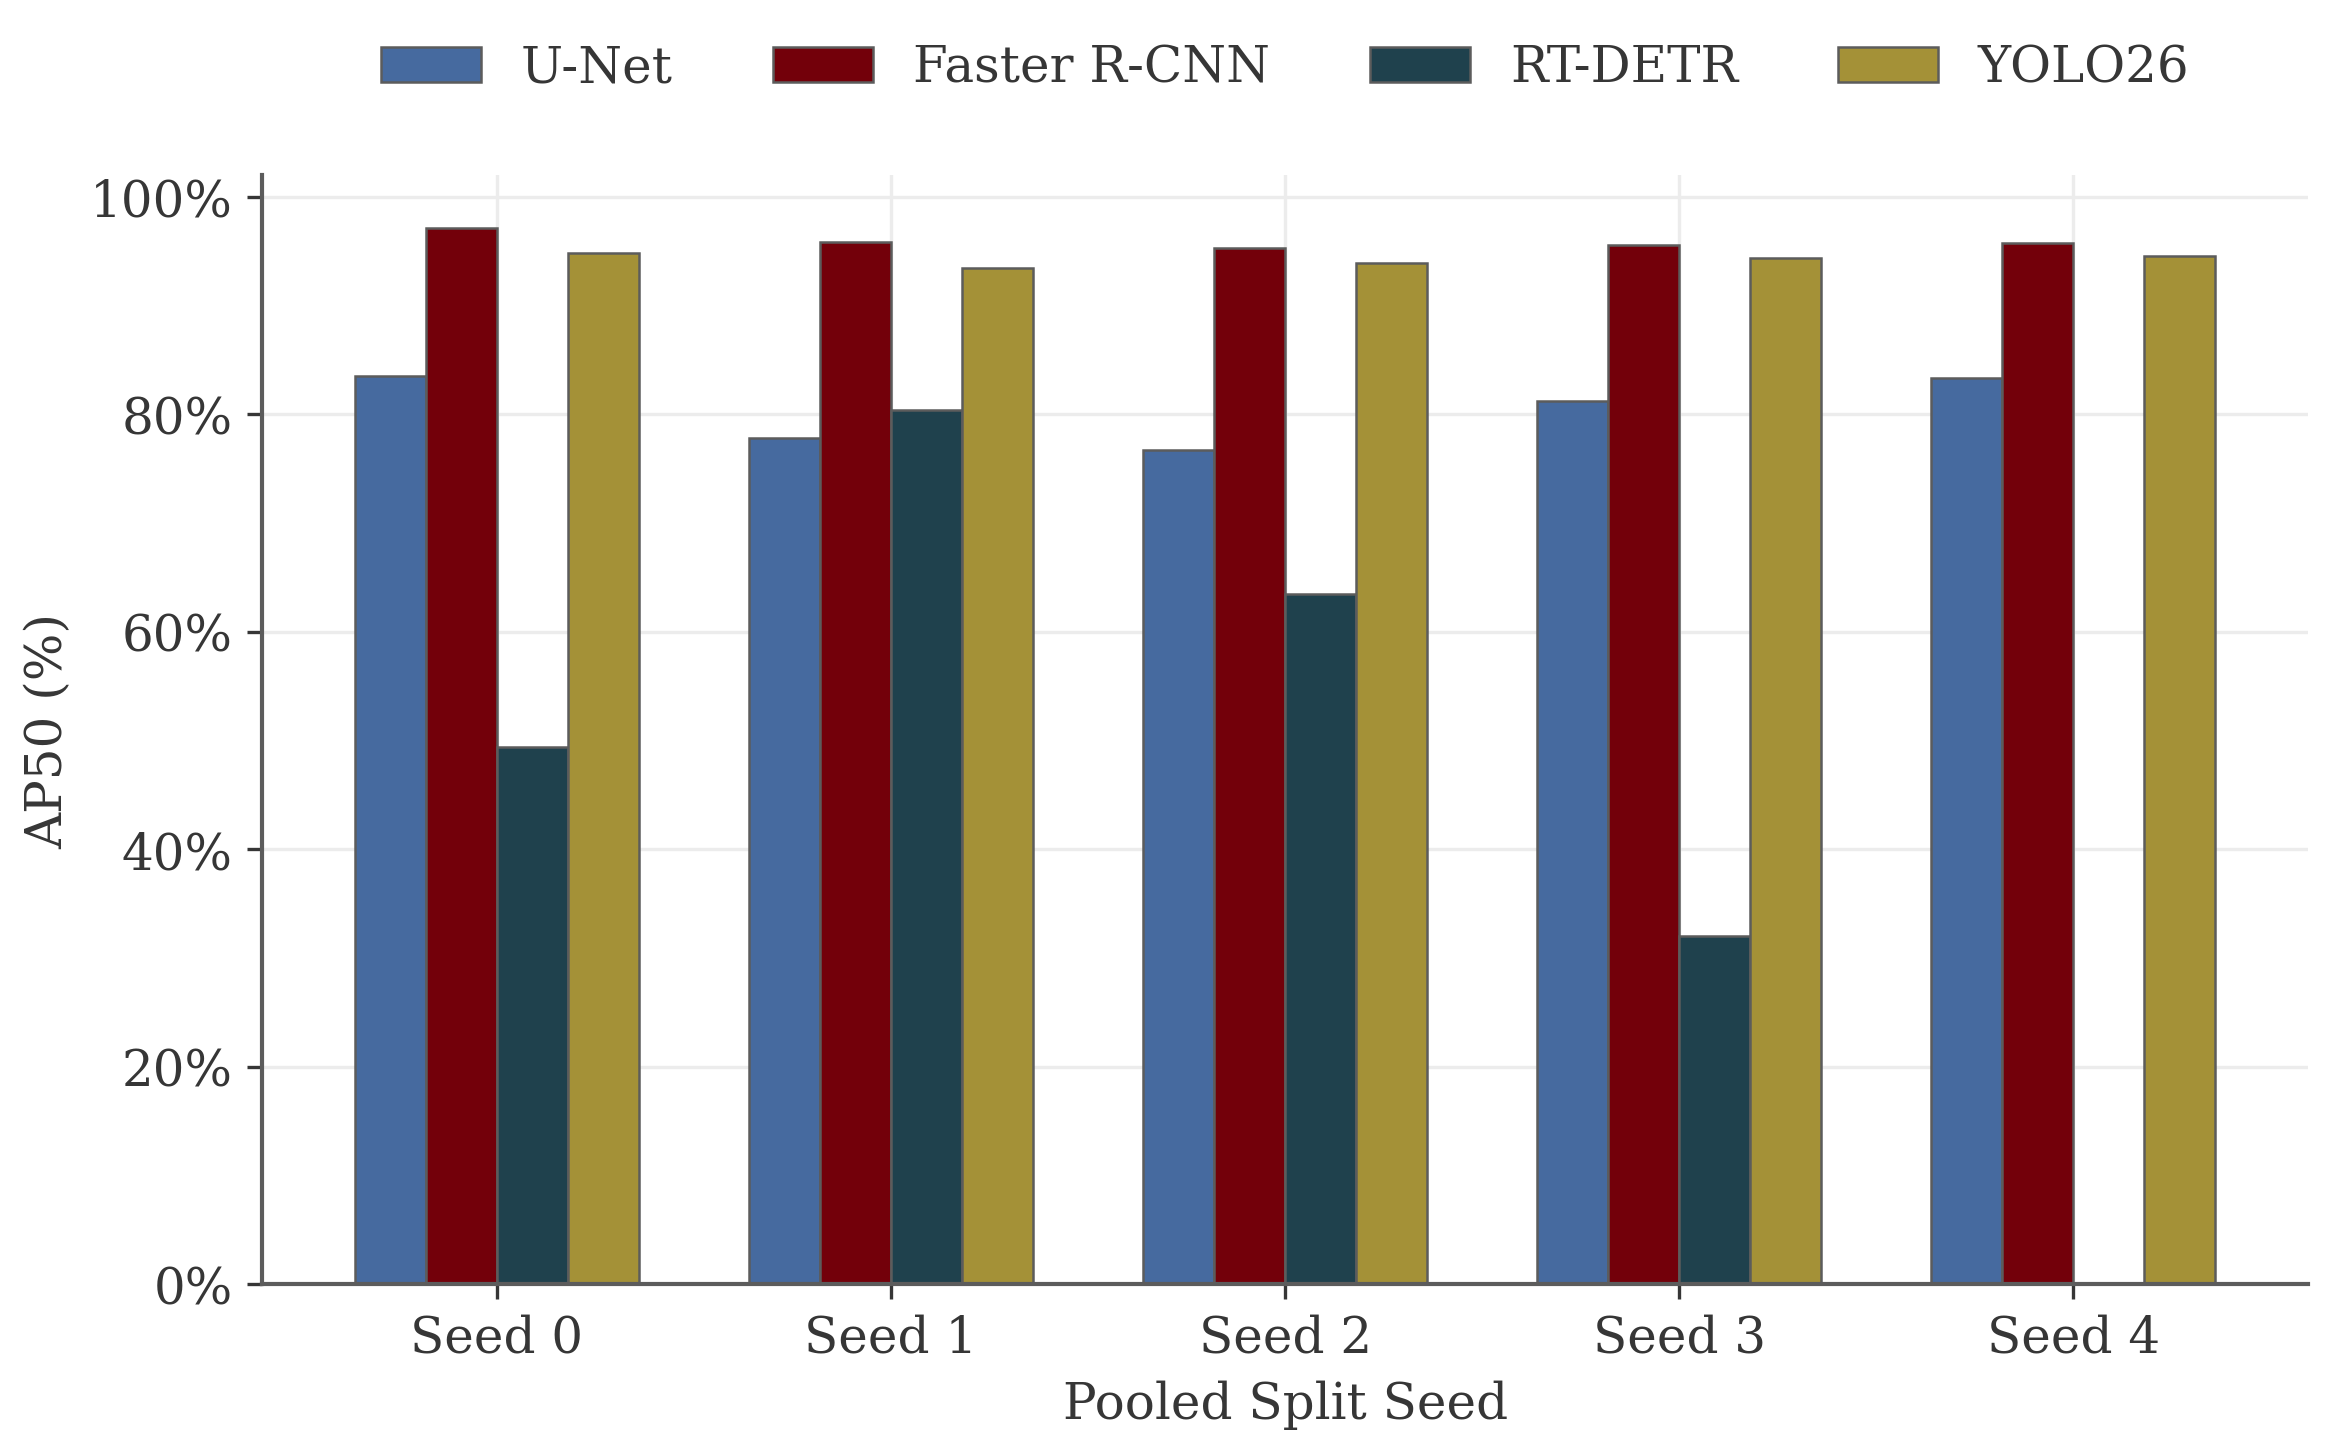 U-Net Faster R-CNN RT-DETR YOLO26
100%
80%
60%
40%
20%
0%
AP50 (%)
Seed 0 Seed 1 Seed 2 Seed 3 Seed 4
Pooled Split Seed